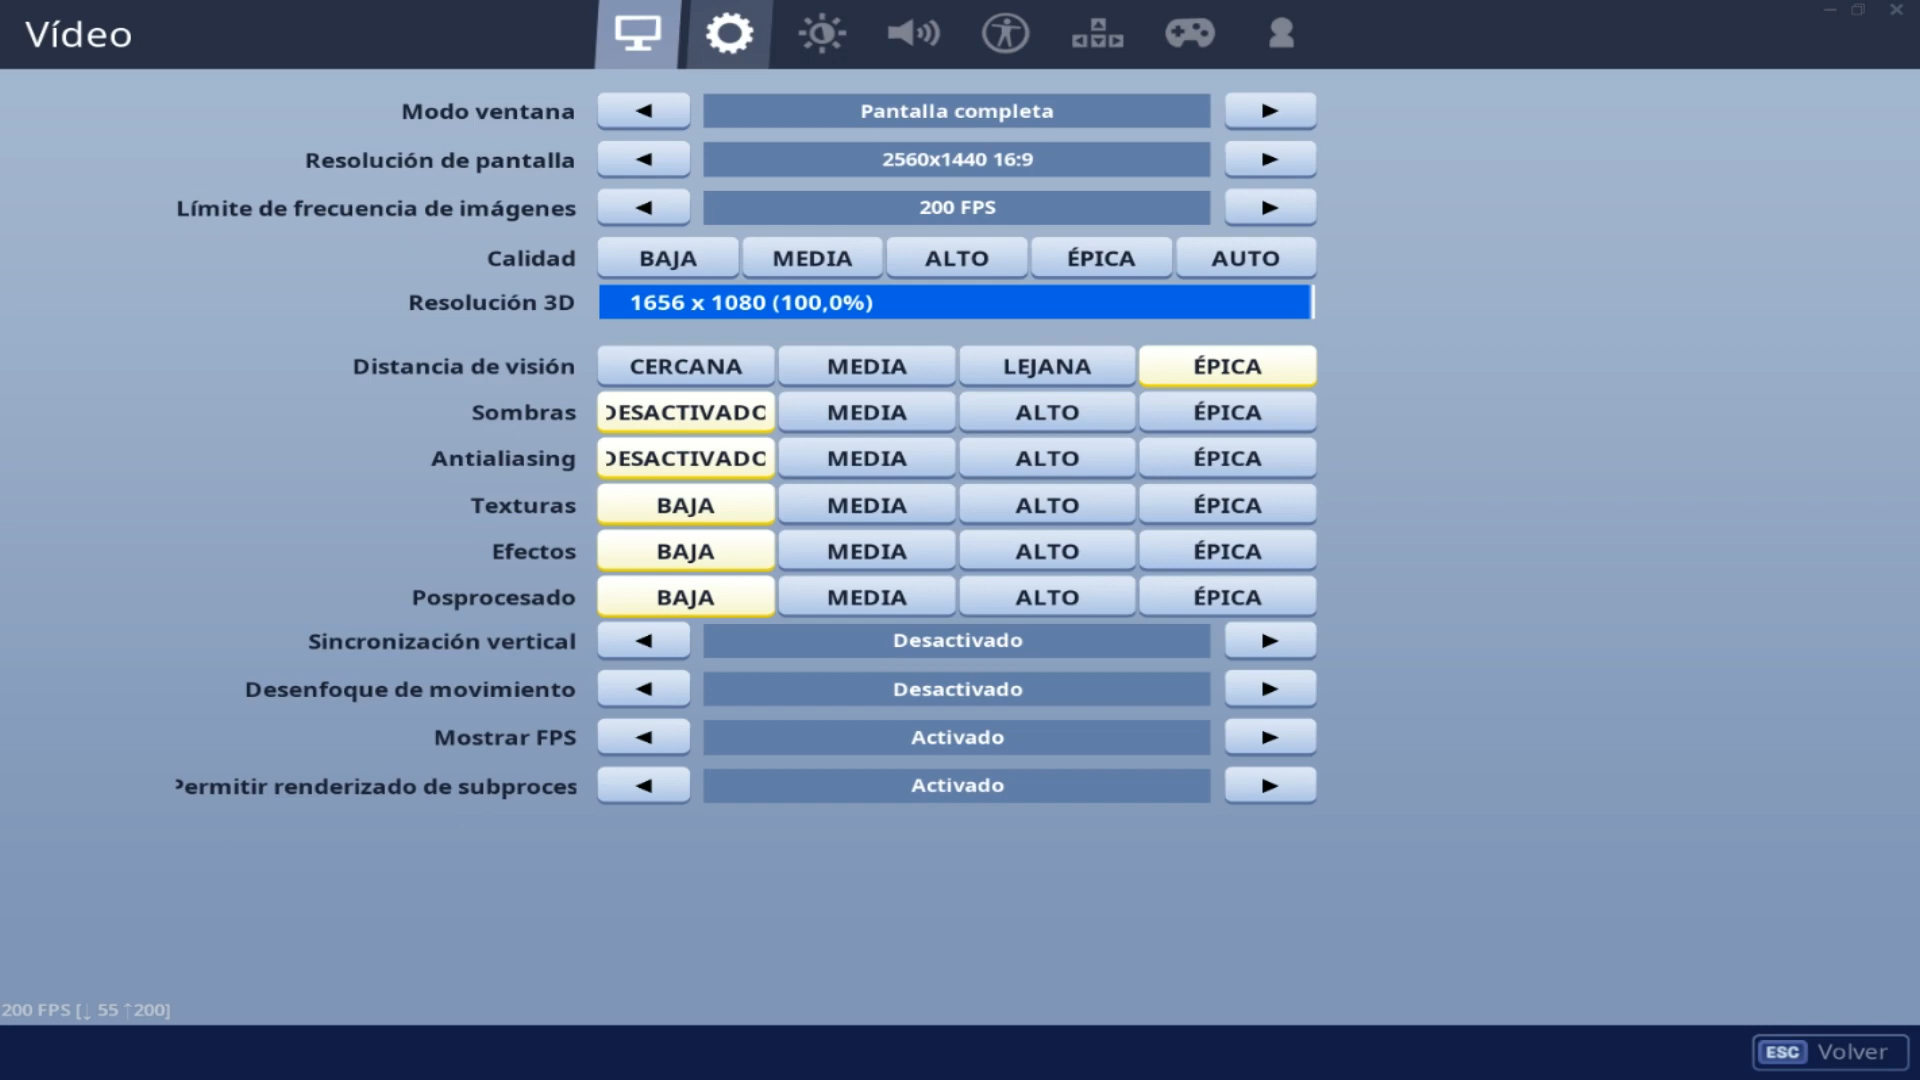 Vídeo
Modo ventana Pantalla completa
Resolución de pantalla 2560x1440 16:9
Límite de frecuencia de imágenes 200 FPS
Calidad BAJA MEDIA ALTO ÉPICA AUTO
Resolución 3D 1656 x 1080 (100,0%)
Distancia de visión CERCANA MEDIA LEJANA ÉPICA
Sombras DESACTIVADO MEDIA ALTO ÉPICA
Antialiasing DESACTIVADO MEDIA ALTO ÉPICA
Texturas BAJA MEDIA ALTO ÉPICA
Efectos BAJA MEDIA ALTO ÉPICA
Posprocesado BAJA MEDIA ALTO ÉPICA
Sincronización vertical Desactivado
Desenfoque de movimiento Desactivado
Mostrar FPS Activado
Permitir renderizado de subproces Activado
200 FPS [↓ 55 ↑200]
ESC Volver